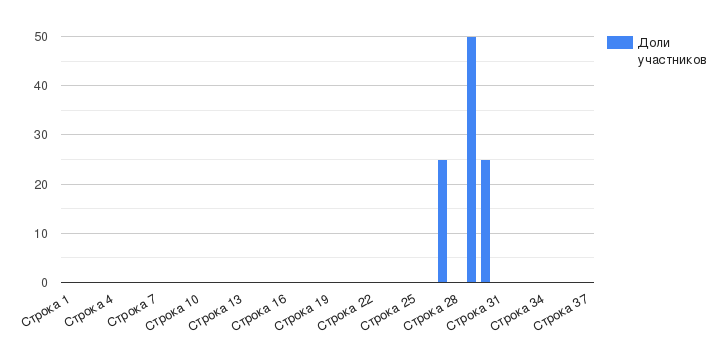 50
40
30
20
10
0
Строка 1
Строка 4
Строка 7
Строка 10
Строка 13
Строка 16
Строка 19
Строка 22
Строка 25
Строка 28
Строка 31
Строка 34
Строка 37
Доли
участников